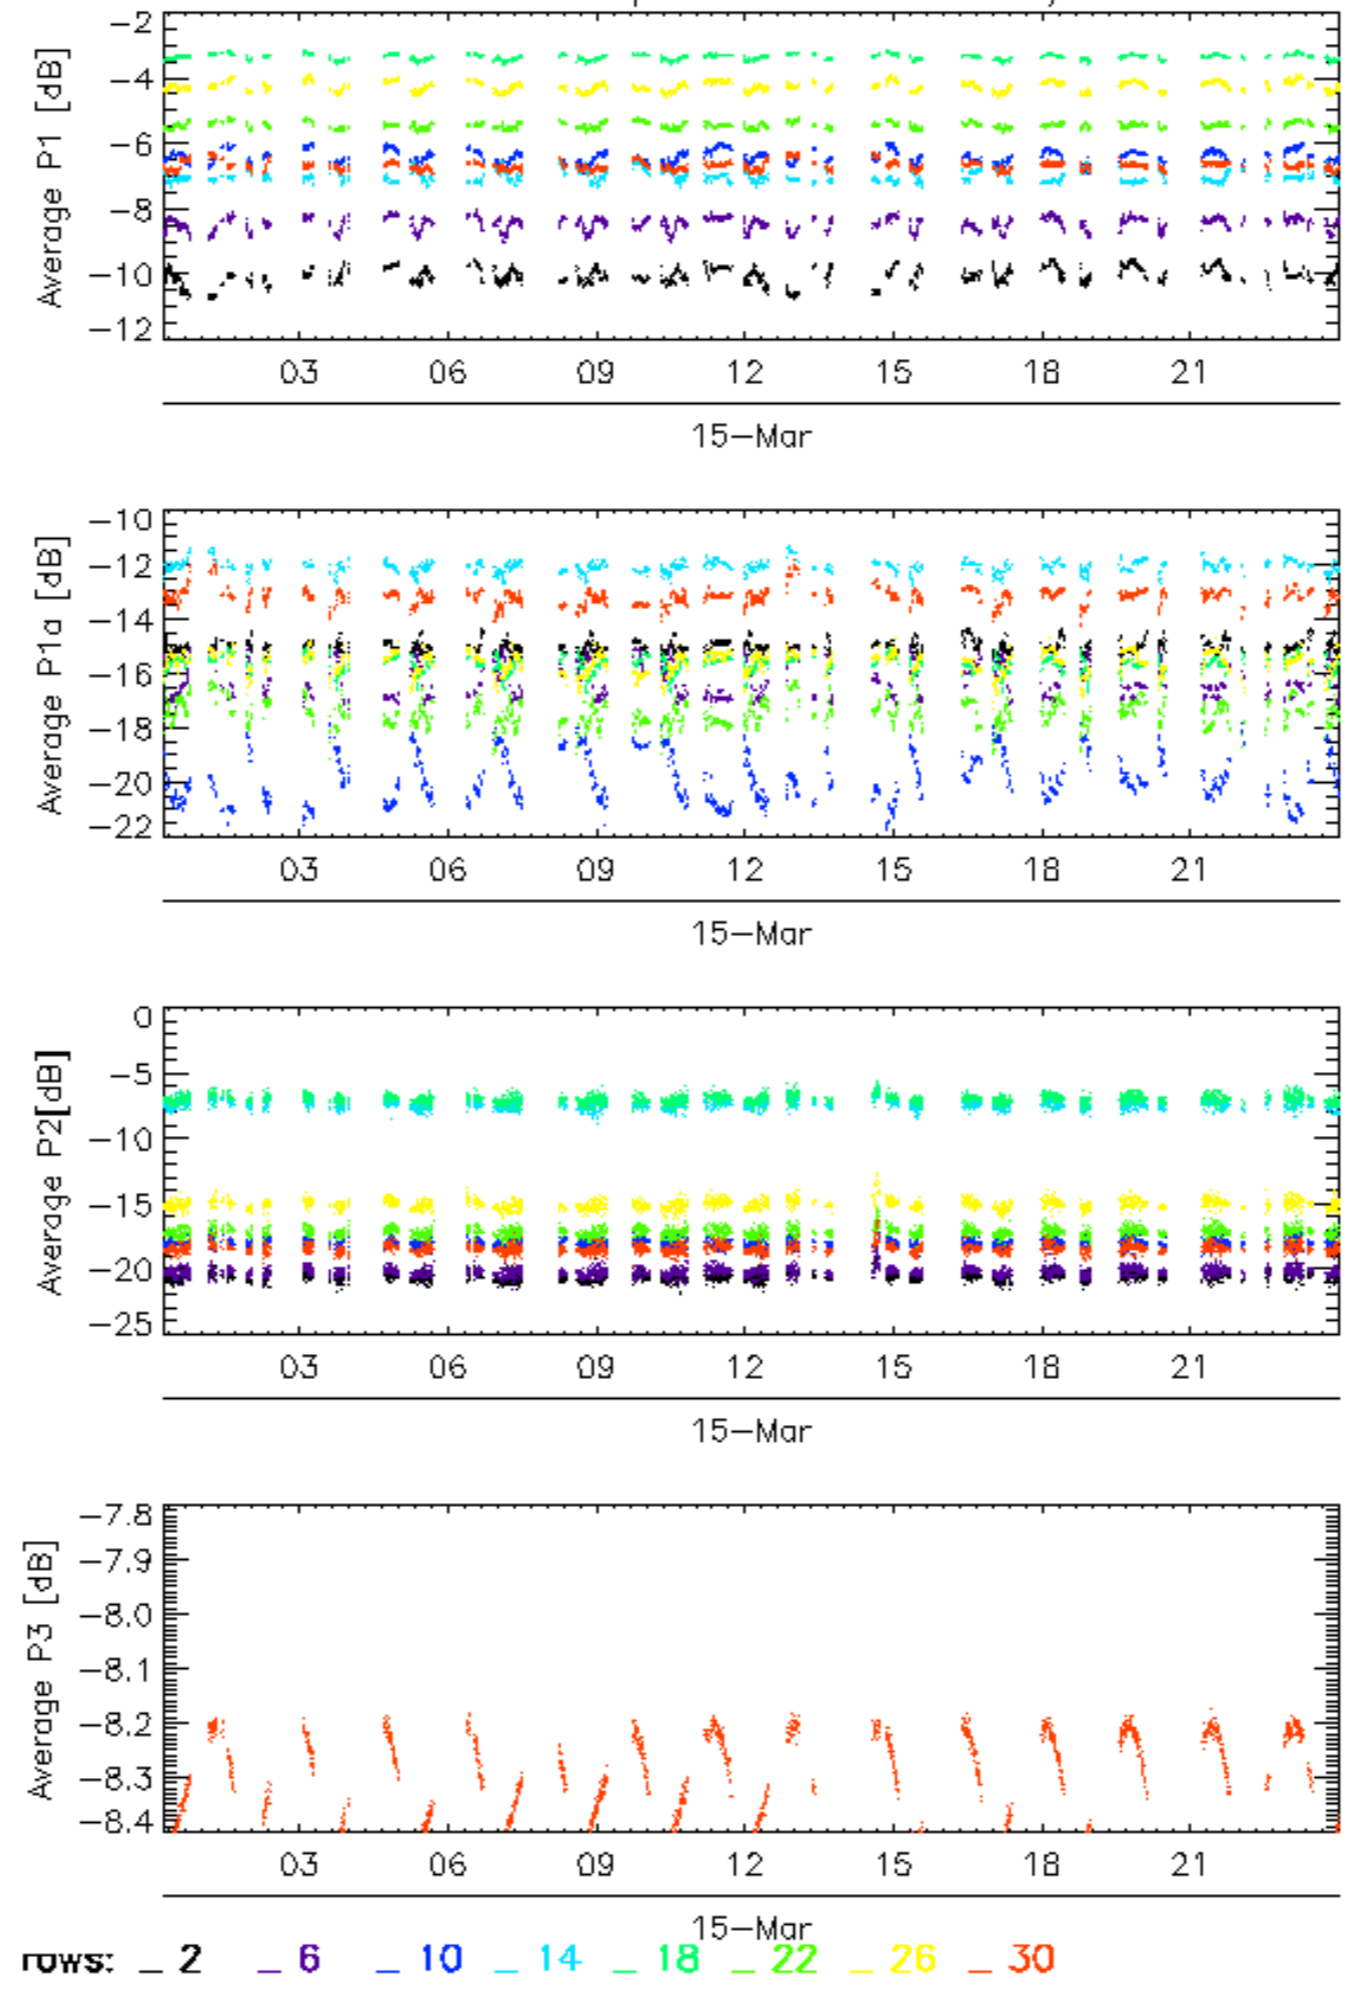 Average P1 [dB]
−2
−4
−6
−8
−10
−12
03 06 09 12 15 18 21
15−Mar
Average P1a [dB]
−10
−12
−14
−16
−18
−20
−22
03 06 09 12 15 18 21
15−Mar
Average P2[dB]
0
−5
−10
−15
−20
−25
03 06 09 12 15 18 21
15−Mar
Average P3 [dB]
−7.8
−7.9
−8.0
−8.1
−8.2
−8.3
−8.4
03 06 09 12 15 18 21
15−Mar
rows: _ 2 _ 6 _ 10 _ 14 _ 18 _ 22 _ 26 _ 30